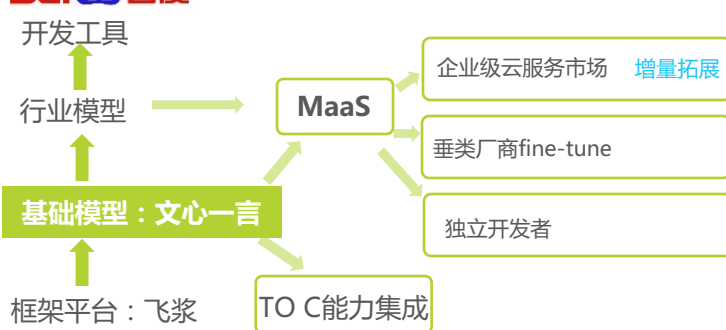 开发工具
行业模型
MaaS
企业级云服务市场 增量拓展
垂类厂商fine-tune
基础模型：文心一言
独立开发者
框架平台：飞浆
TO C能力集成